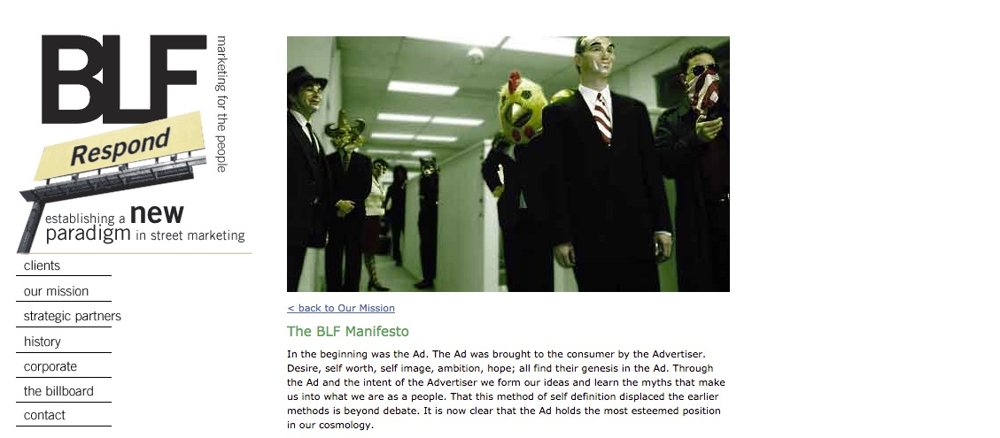 BLF
marketing for the people
Respond
establishing a new
paradigm in street marketing
clients
our mission
strategic partners
history
corporate
the billboard
contact
< back to Our Mission
The BLF Manifesto
In the beginning was the Ad. The Ad was brought to the consumer by the Advertiser.
Desire, self worth, self image, ambition, hope; all find their genesis in the Ad. Through
the Ad and the intent of the Advertiser we form our ideas and learn the myths that make
us into what we are as a people. That this method of self definition displaced the earlier
methods is beyond debate. It is now clear that the Ad holds the most esteemed position
in our cosmology.